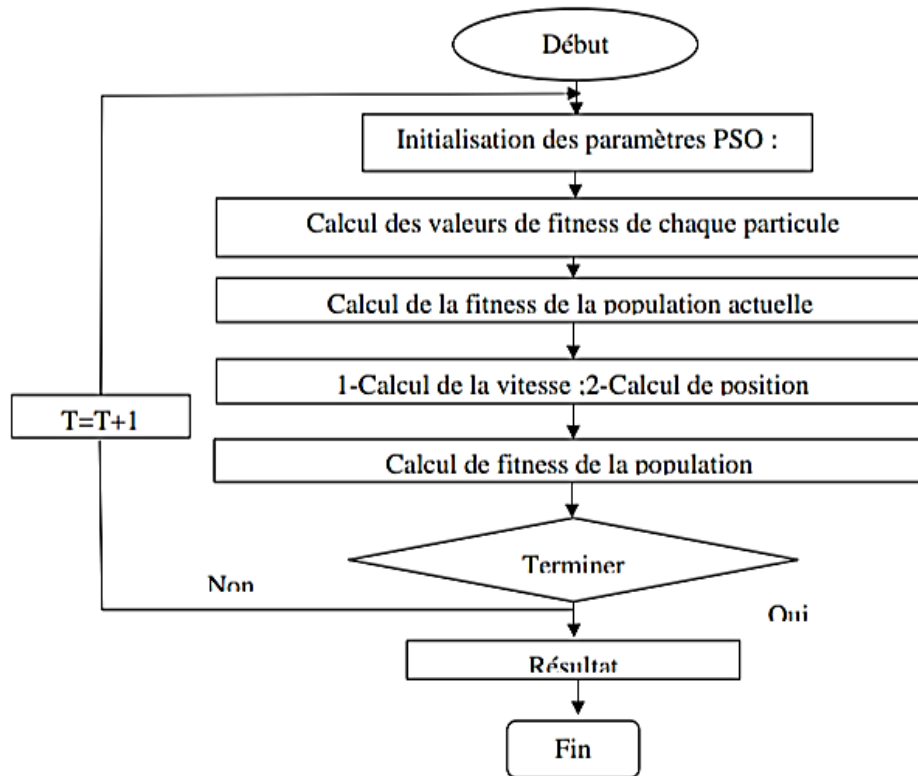 Début
Initialisation des paramètres PSO :
Calcul des valeurs de fitness de chaque particule
Calcul de la fitness de la population actuelle
1-Calcul de la vitesse ;2-Calcul de position
T=T+1
Calcul de fitness de la population
Terminer
Non
Oui
Résultat
Fin